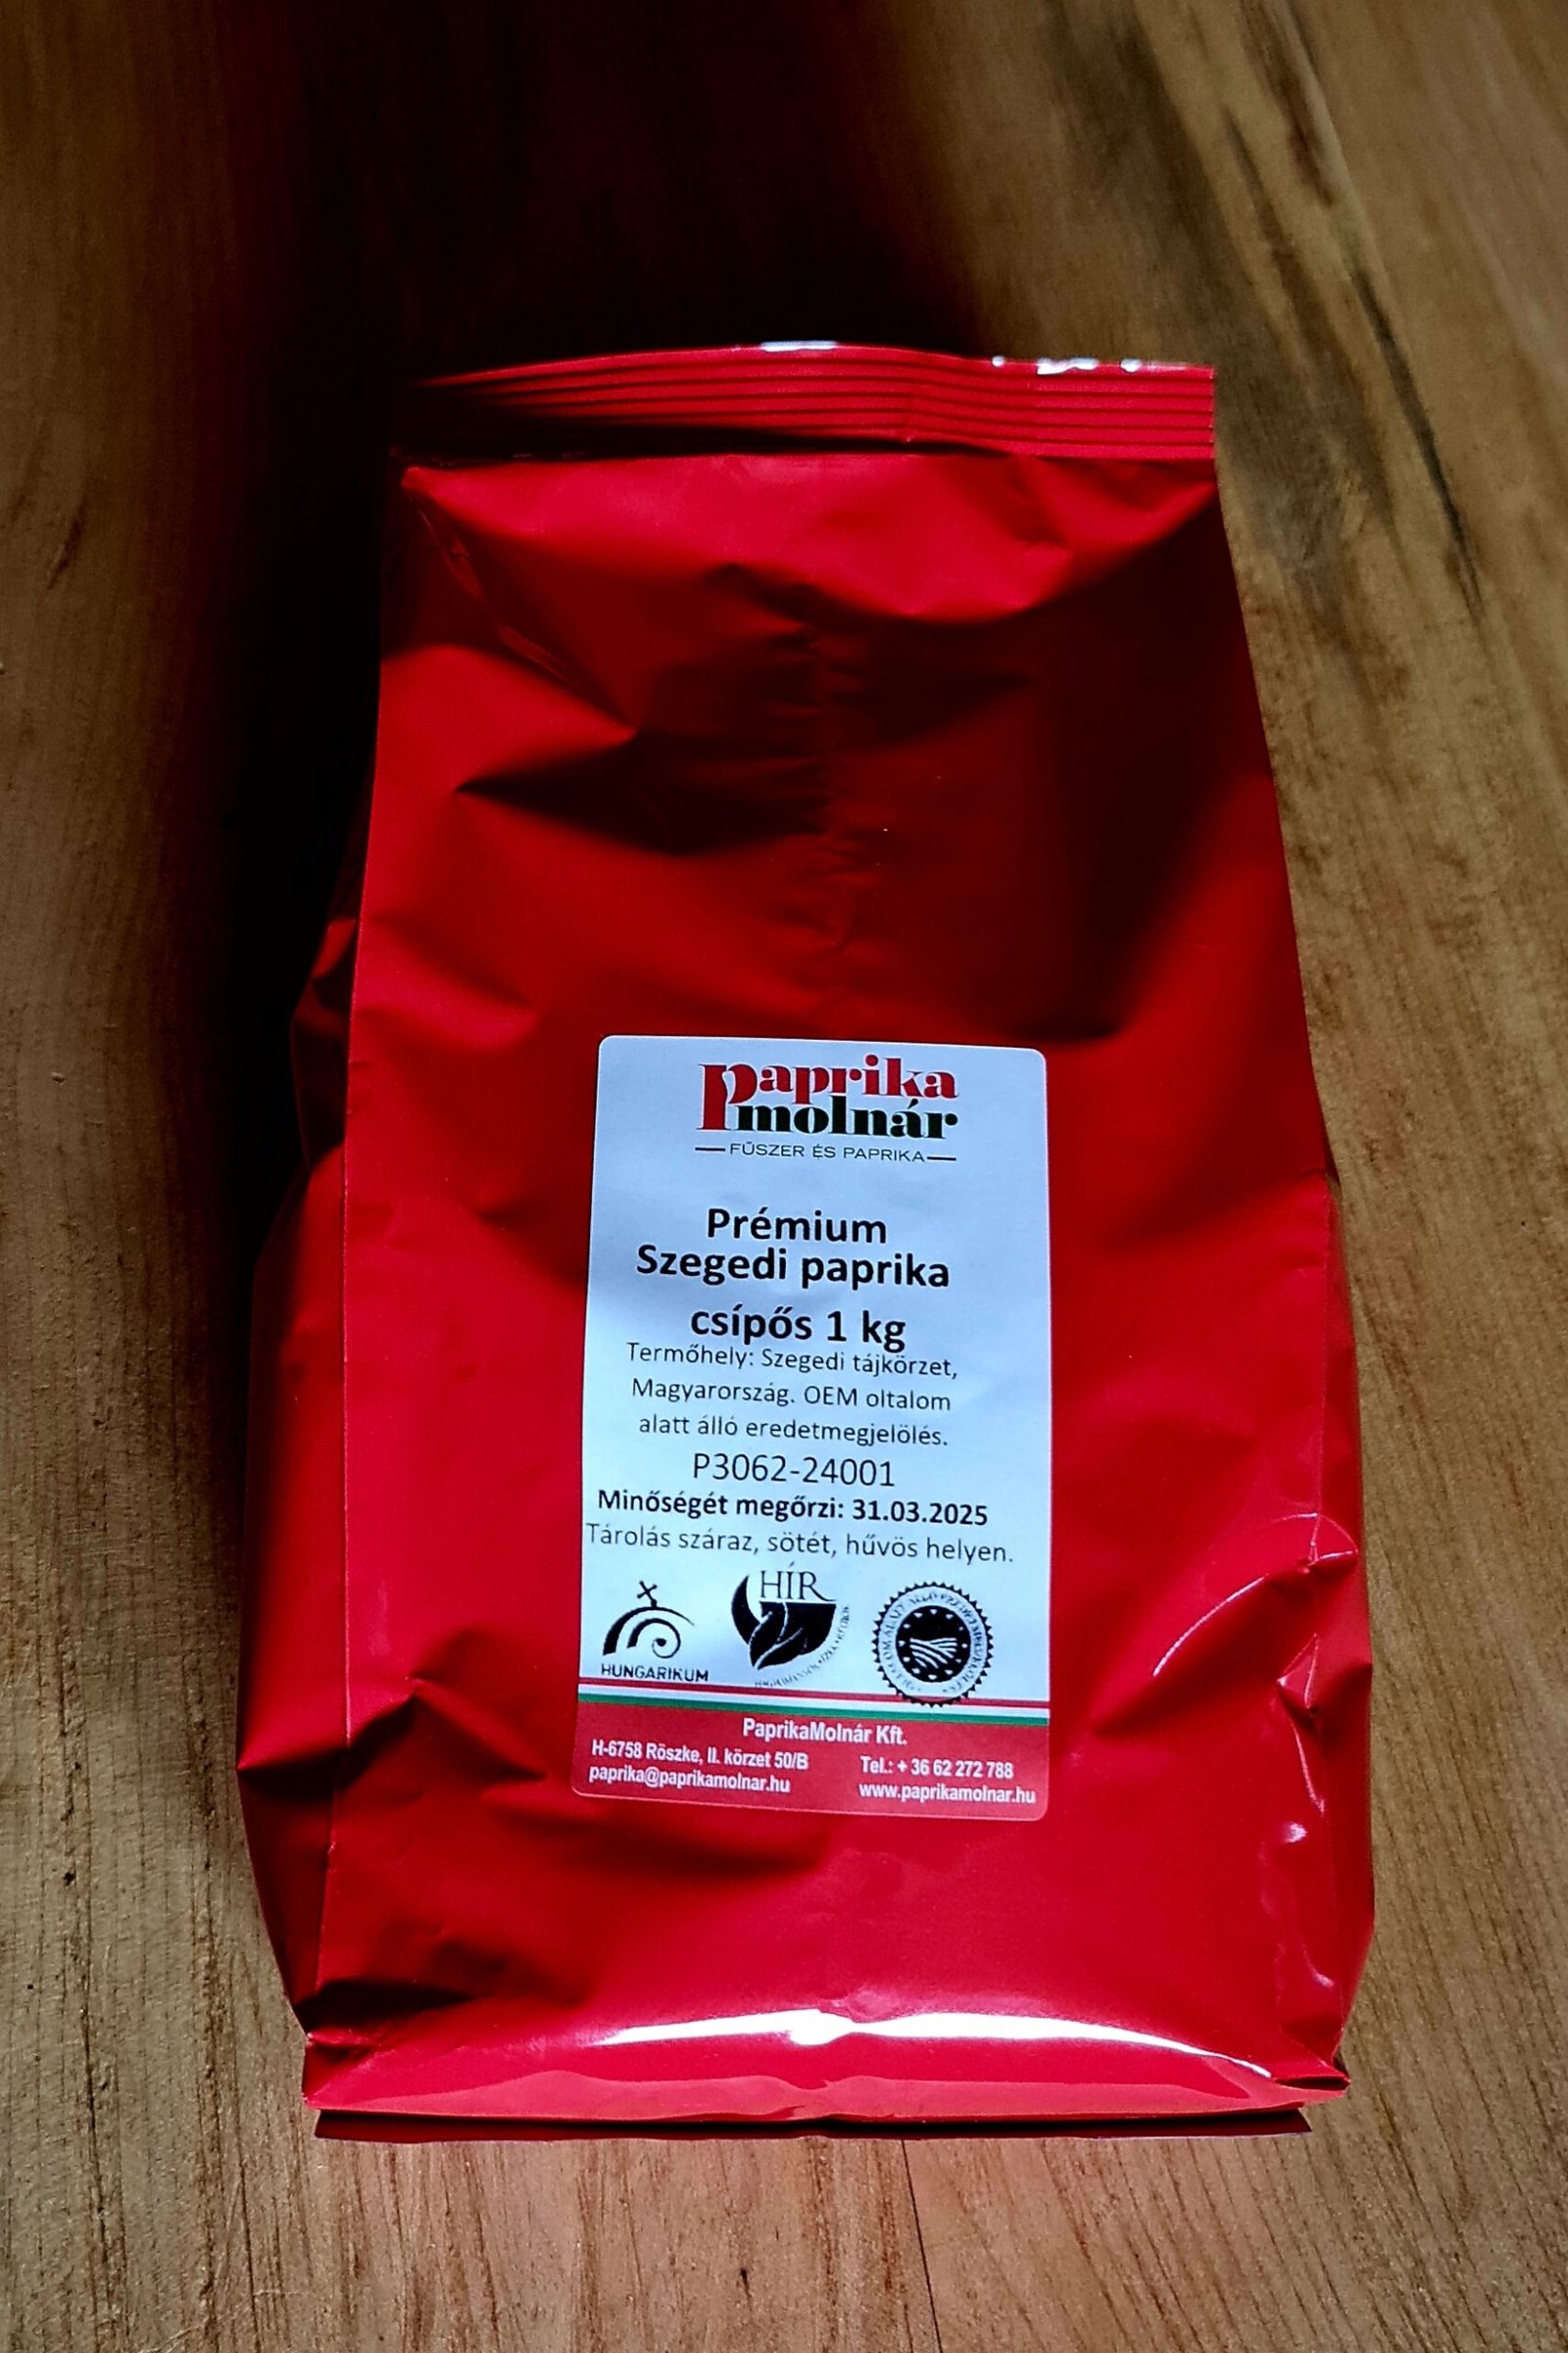 paprika
molnár
FŰSZER ÉS PAPRIKA
Prémium
Szegedi paprika
csípős 1 kg
Termőhely: Szegedi tájkörzet,
Magyarország. OEM oltalom
alatt álló eredetmegjelölés.
P3062-24001
Minőségét megőrzi: 31.03.2025
Tárolás száraz, sötét, hűvös helyen.
HUNGARIKUM
HÍR
PaprikaMolnár Kft.
H-6758 Röszke, II. körzet 50/B
Tel.: + 36 62 272 788
paprika@paprikamolnar.hu
www.paprikamolnar.hu